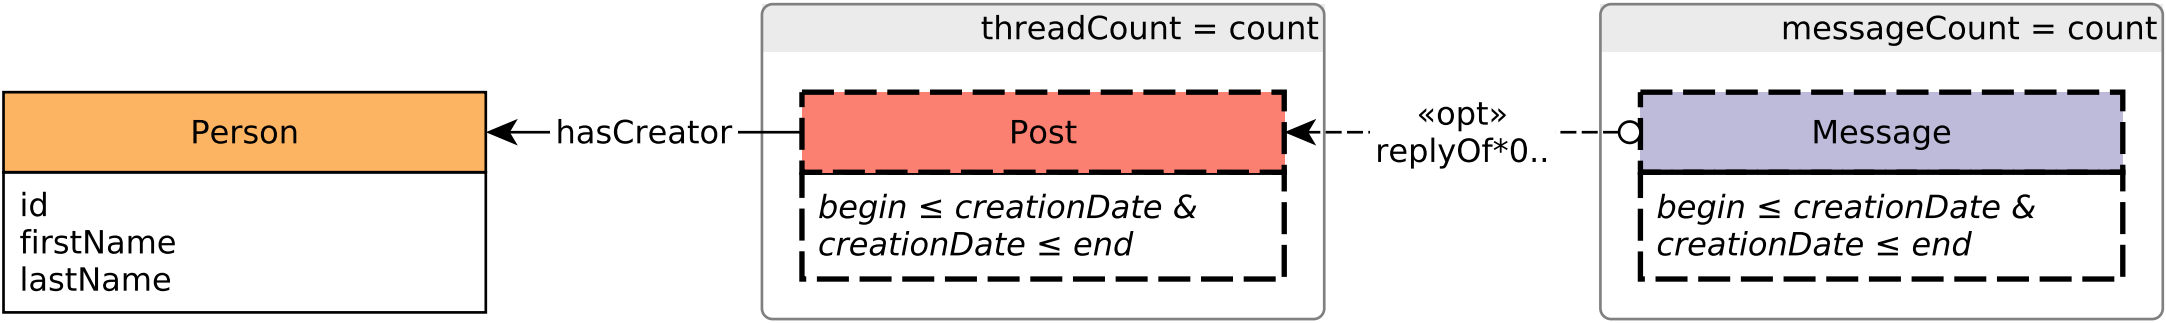 Person
id
firstName
lastName
hasCreator
threadCount = count
Post
begin ≤ creationDate &
creationDate ≤ end
«opt»
replyOf*0..
messageCount = count
Message
begin ≤ creationDate &
creationDate ≤ end